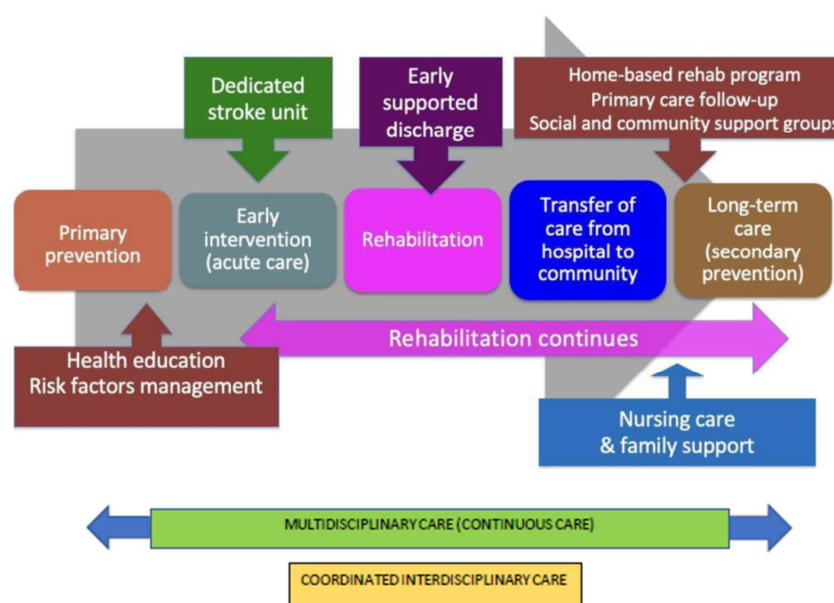 Dedicated
stroke unit
Early
supported
discharge
Home-based rehab program
Primary care follow-up
Social and community support groups
Primary
prevention
Early
intervention
(acute care)
Rehabilitation
Transfer of
care from
hospital to
community
Long-term
care
(secondary
prevention)
Rehabilitation continues
Health education
Risk factors management
Nursing care
& family support
MULTIDISCIPLINARY CARE (CONTINUOUS CARE)
COORDINATED INTERDISCIPLINARY CARE